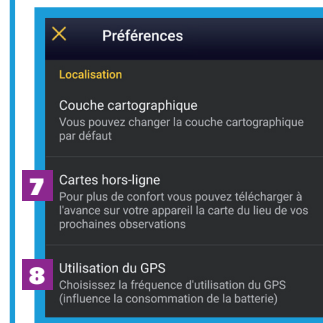 Préférences
Localisation
Couche cartographique
Vous pouvez changer la couche cartographique
par défaut
7
Cartes hors-ligne
Pour plus de confort vous pouvez télécharger à
l'avance sur votre appareil la carte du lieu de vos
prochaines observations
8
Utilisation du GPS
Choisissez la fréquence d'utilisation du GPS
(influence la consommation de la batterie)